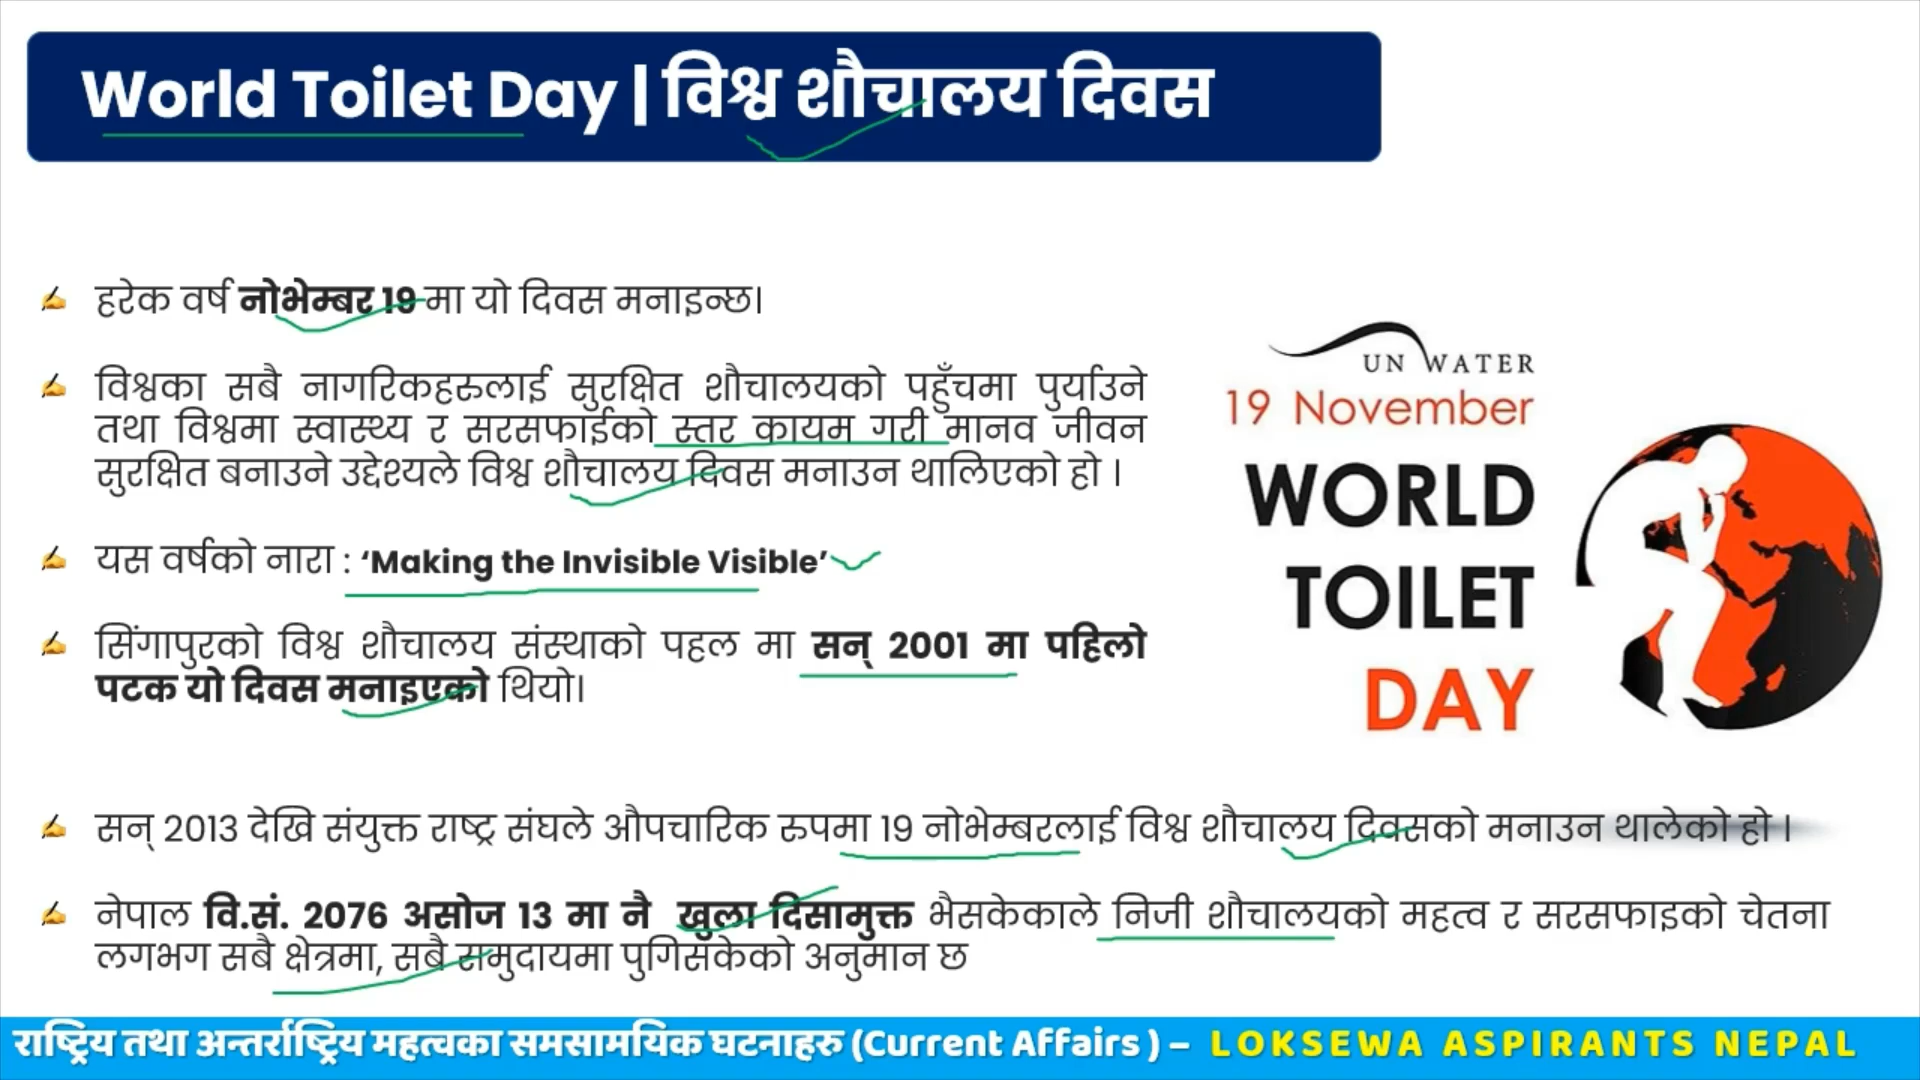 World Toilet Day | विश्व शौचालय दिवस
हरेक वर्ष नोभेम्बर 19 मा यो दिवस मनाइन्छ।
विश्वका सबै नागरिकहरुलाई सुरक्षित शौचालयको पहुँचमा पुर्याउने
तथा विश्वमा स्वास्थ्य र सरसफाईको स्तर कायम गरी मानव जीवन
सुरक्षित बनाउने उद्देश्यले विश्व शौचालय दिवस मनाउन थालिएको हो ।
यस वर्षको नारा : ‘Making the Invisible Visible’
सिंगापुरको विश्व शौचालय संस्थाको पहल मा सन् 2001 मा पहिलो
पटक यो दिवस मनाइएको थियो।
UN WATER
19 November
WORLD
TOILET
DAY
सन् 2013 देखि संयुक्त राष्ट्र संघले औपचारिक रुपमा 19 नोभेम्बरलाई विश्व शौचालय दिवसको मनाउन थालेको हो ।
नेपाल वि.सं. 2076 असोज 13 मा नै खुला दिसामुक्त भैसकेकाले निजी शौचालयको महत्व र सरसफाइको चेतना
लगभग सबै क्षेत्रमा, सबै समुदायमा पुगिसकेको अनुमान छ
राष्ट्रिय तथा अन्तर्राष्ट्रिय महत्वका समसामयिक घटनाहरु (Current Affairs ) – LOKSEWA ASPIRANTS NEPAL